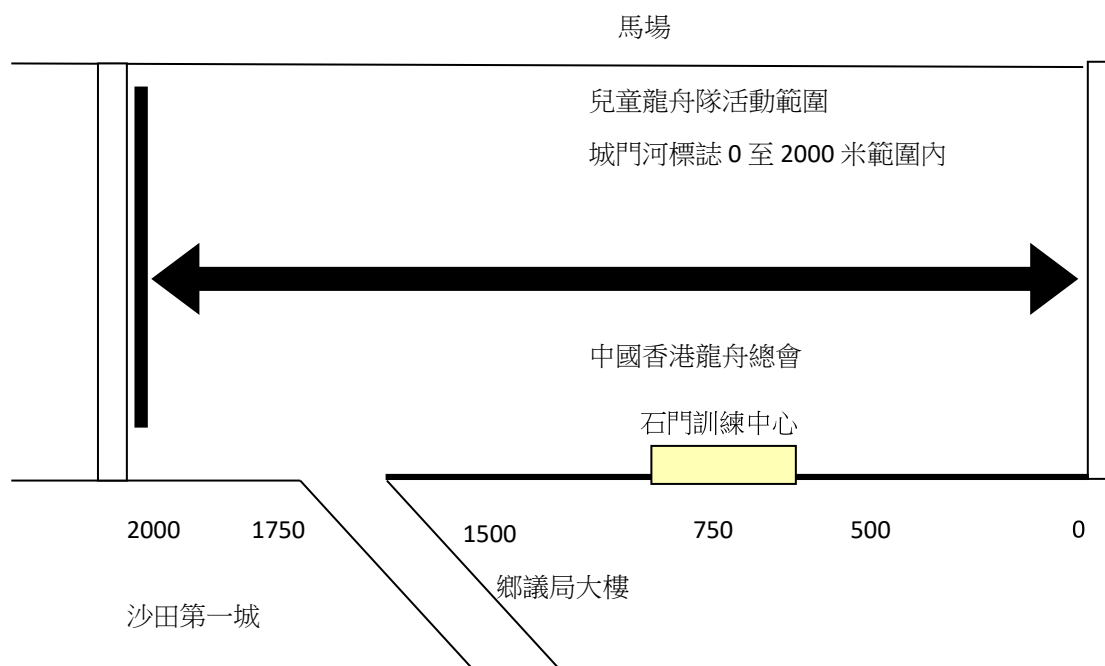 馬場
兒童龍舟隊活動範圍
城門河標誌 0 至 2000 米範圍內
中國香港龍舟總會
石門訓練中心
2000 1750 1500 750 500 0
鄉議局大樓
沙田第一城